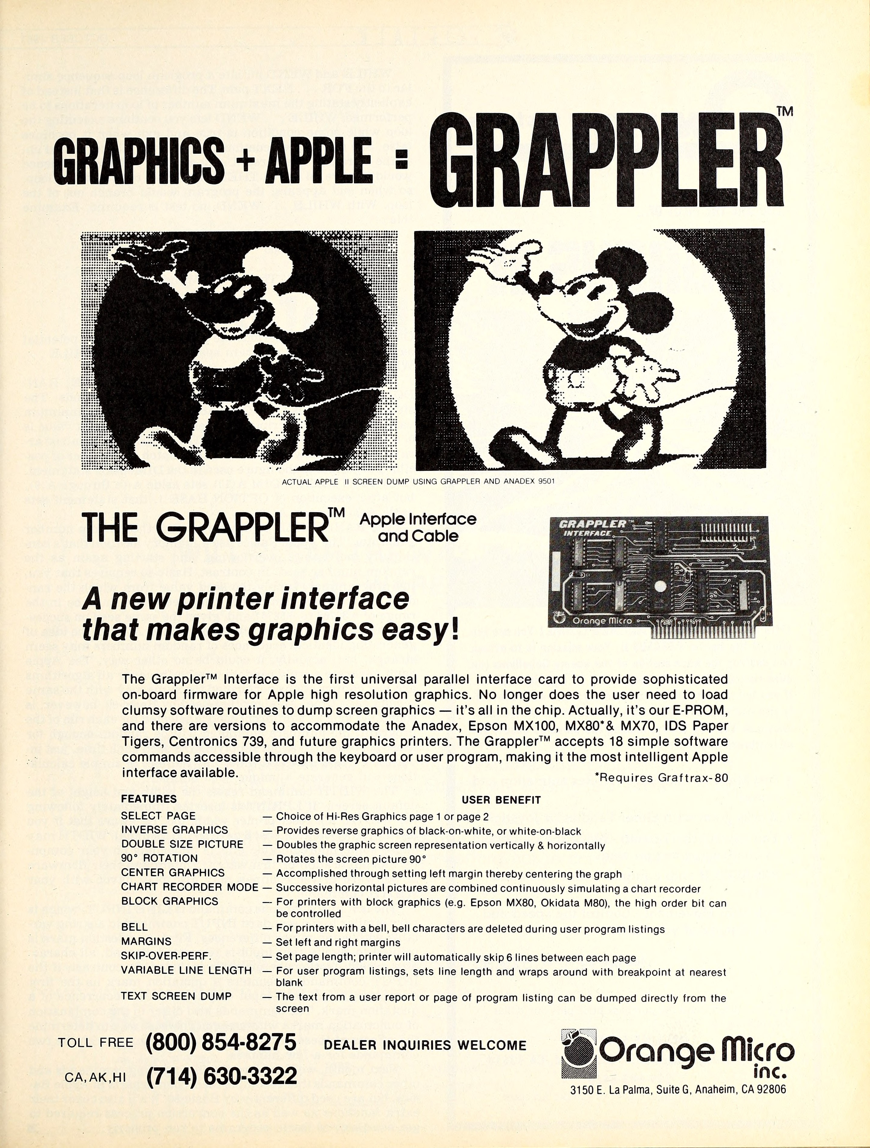 GRAPHICS + APPLE = GRAPPLER™
ACTUAL APPLE II SCREEN DUMP USING GRAPPLER AND ANADEX 9501
THE GRAPPLER™ Apple Interface
and Cable
GRAPPLER™
INTERFACE
Orange Micro
A new printer interface
that makes graphics easy!
The Grappler™ Interface is the first universal parallel interface card to provide sophisticated
on-board firmware for Apple high resolution graphics. No longer does the user need to load
clumsy software routines to dump screen graphics — it's all in the chip. Actually, it's our E-PROM,
and there are versions to accommodate the Anadex, Epson MX100, MX80*& MX70, IDS Paper
Tigers, Centronics 739, and future graphics printers. The Grappler™ accepts 18 simple software
commands accessible through the keyboard or user program, making it the most intelligent Apple
interface available.
*Requires Graftrax-80
FEATURES USER BENEFIT
SELECT PAGE — Choice of Hi-Res Graphics page 1 or page 2
INVERSE GRAPHICS — Provides reverse graphics of black-on-white, or white-on-black
DOUBLE SIZE PICTURE — Doubles the graphic screen representation vertically & horizontally
90° ROTATION — Rotates the screen picture 90°
CENTER GRAPHICS — Accomplished through setting left margin thereby centering the graph
CHART RECORDER MODE — Successive horizontal pictures are combined continuously simulating a chart recorder
BLOCK GRAPHICS — For printers with block graphics (e.g. Epson MX80, Okidata M80), the high order bit can
be controlled
BELL — For printers with a bell, bell characters are deleted during user program listings
MARGINS — Set left and right margins
SKIP-OVER-PERF. — Set page length; printer will automatically skip 6 lines between each page
VARIABLE LINE LENGTH — For user program listings, sets line length and wraps around with breakpoint at nearest
blank
TEXT SCREEN DUMP — The text from a user report or page of program listing can be dumped directly from the
screen
TOLL FREE (800) 854-8275 DEALER INQUIRIES WELCOME
CA,AK,HI (714) 630-3322
Orange Micro
inc.
3150 E. La Palma, Suite G, Anaheim, CA 92806